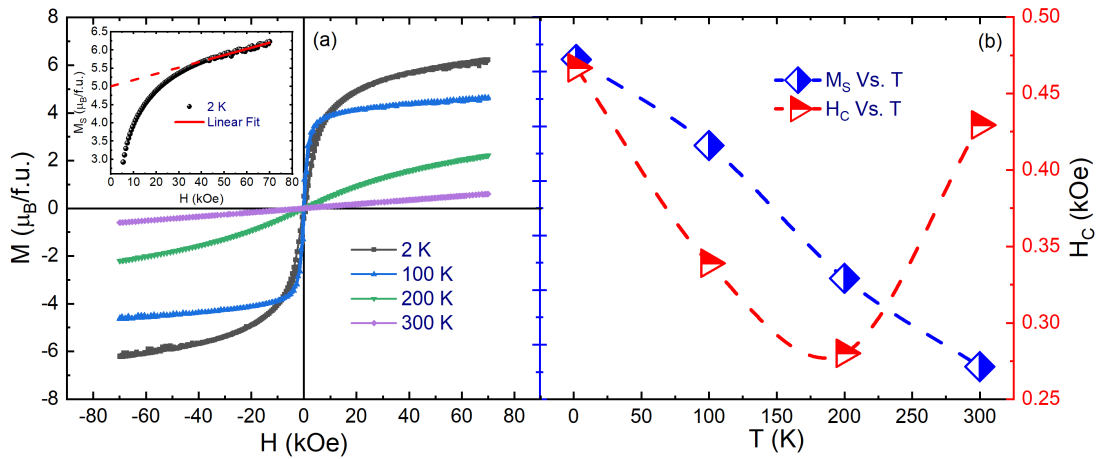 (a)
M (μB/f.u.)
8
6
4
2
0
-2
-4
-6
-8
-80 -60 -40 -20 0 20 40 60 80
H (kOe)
2 K
100 K
200 K
300 K
MS (μB/f.u.)
6.5
6.0
5.5
5.0
4.5
4.0
3.5
3.0
0 10 20 30 40 50 60 70 80
H (kOe)
2 K
Linear Fit
(b)
MS Vs. T
HC Vs. T
0.50
0.45
0.40
0.35
0.30
0.25
HC (kOe)
0 50 100 150 200 250 300
T (K)